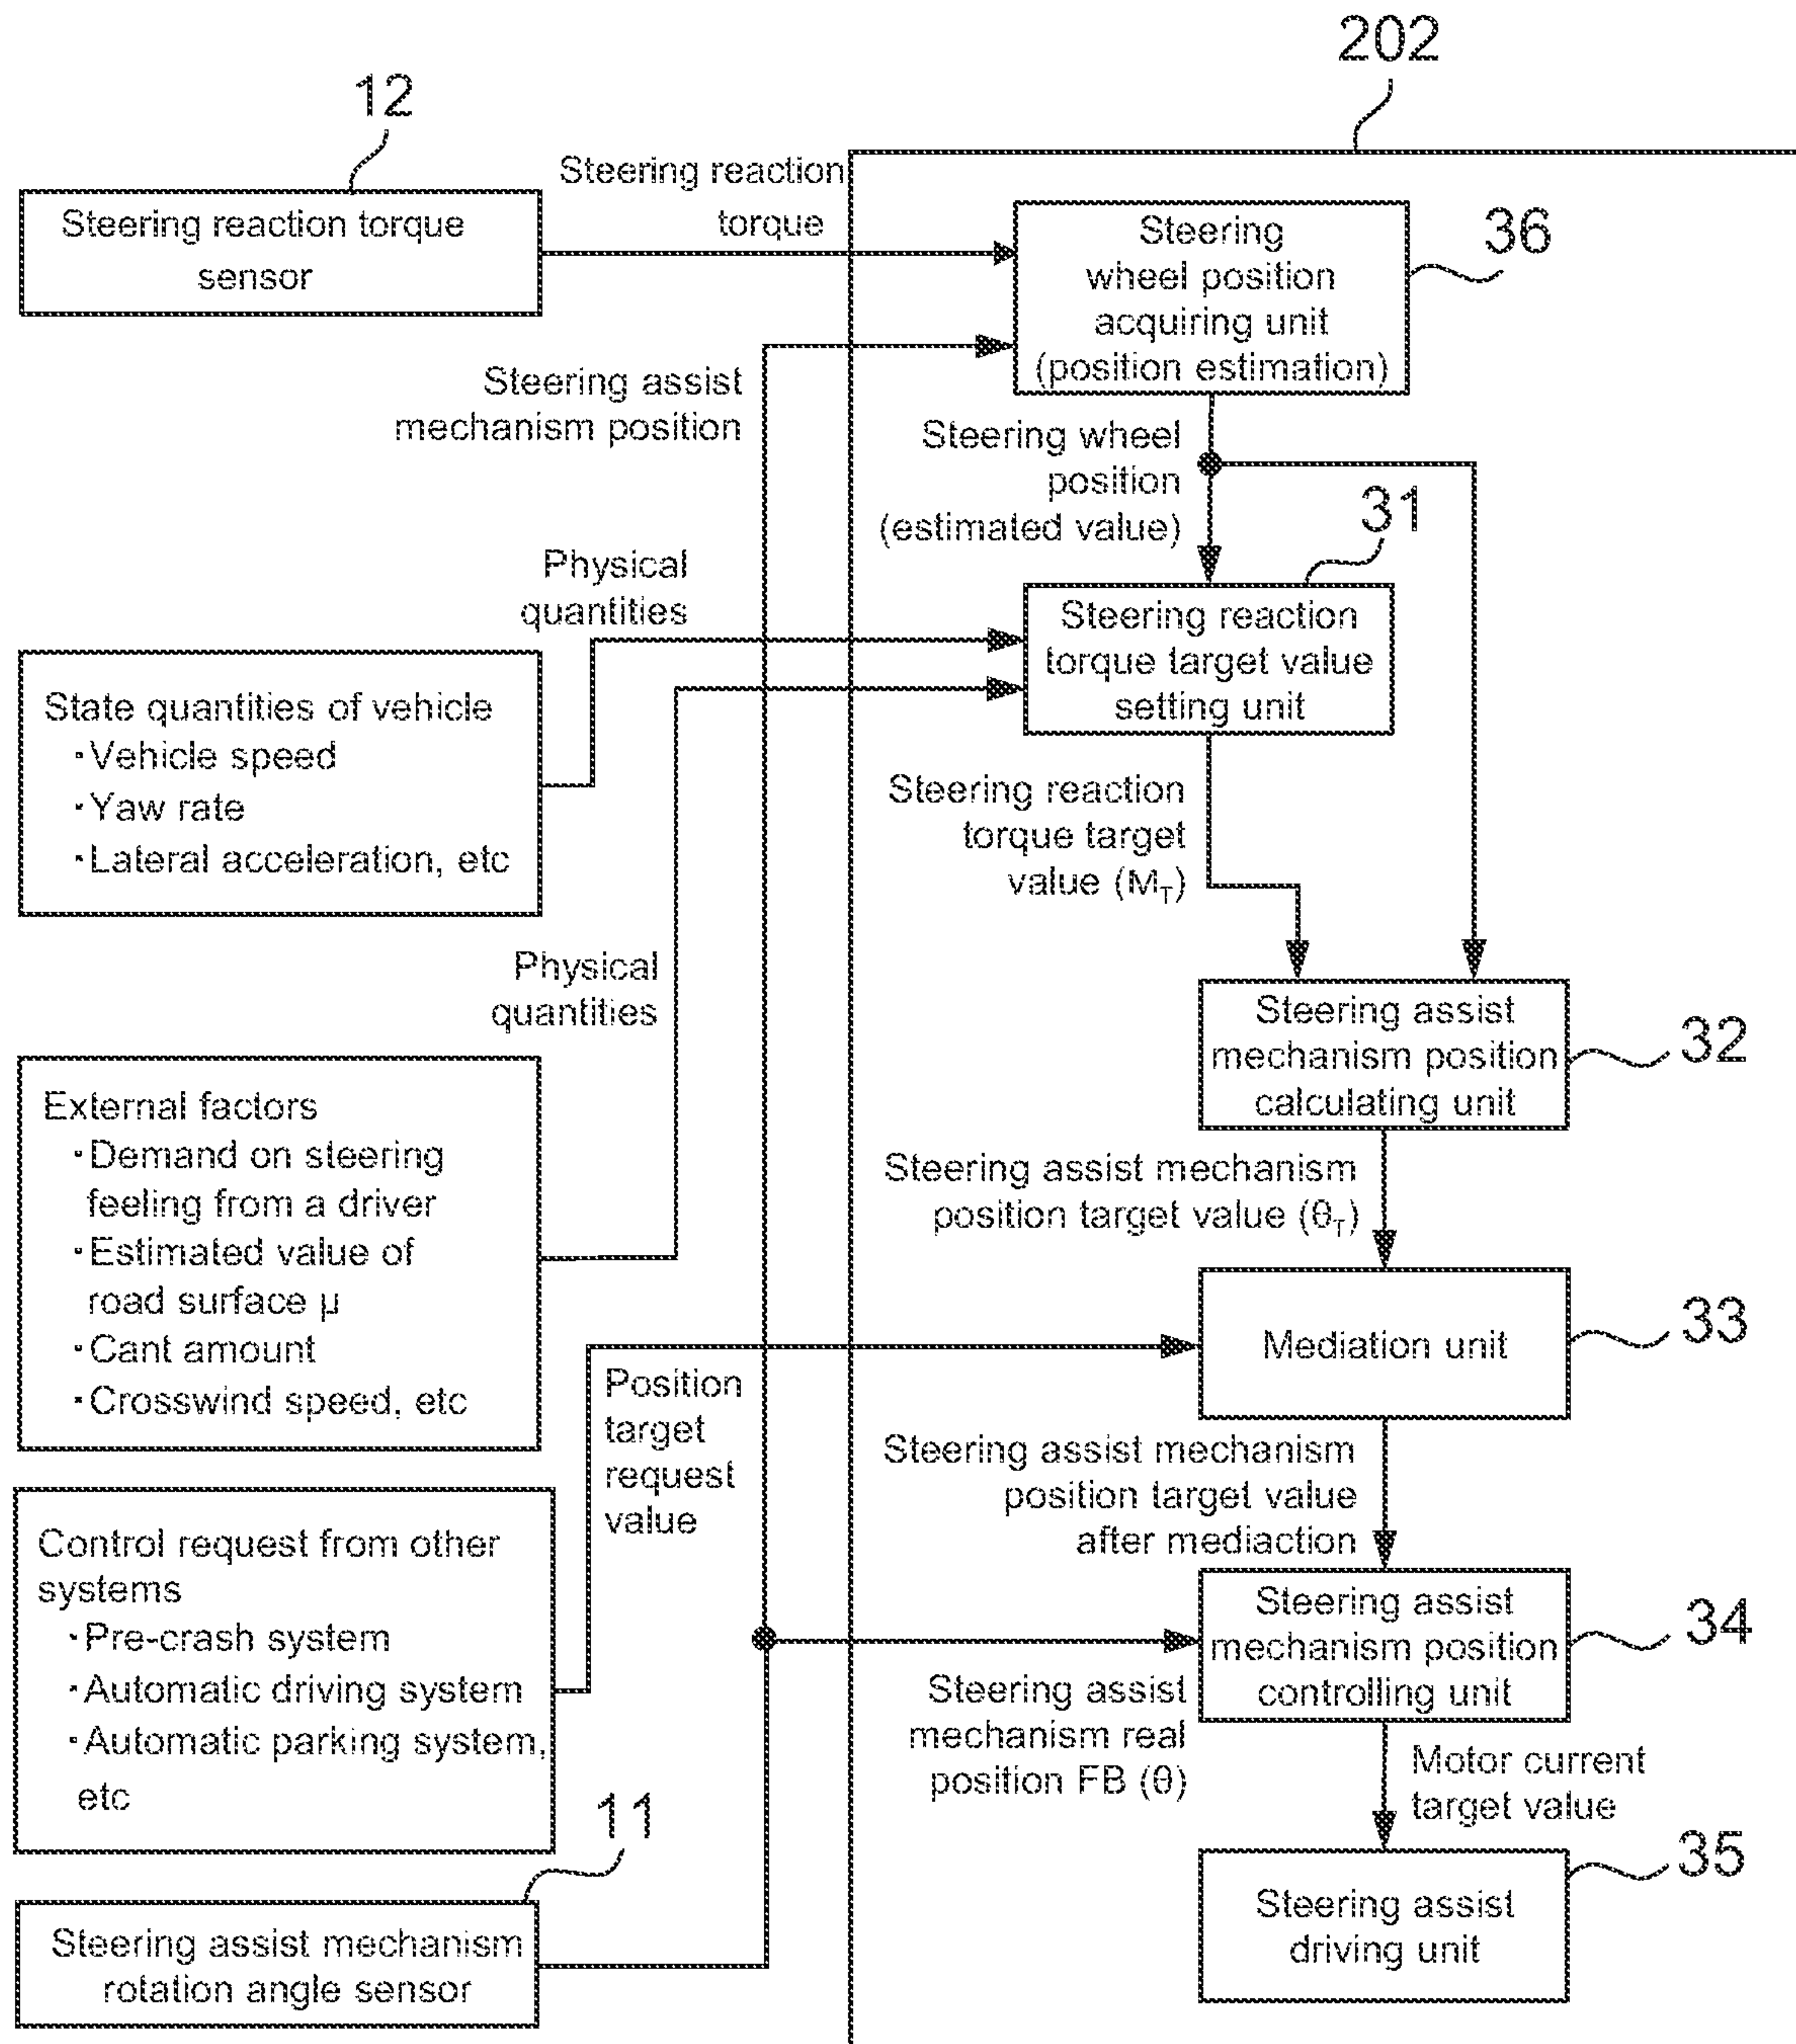 202
12
Steering reaction
torque
Steering reaction torque
sensor
Steering
wheel position
acquiring unit
(position estimation)
36
Steering assist
mechanism position
Steering wheel
position
(estimated value)
31
Physical
quantities
Steering reaction
torque target value
setting unit
State quantities of vehicle
・Vehicle speed
・Yaw rate
・Lateral acceleration, etc
Steering reaction
torque target
value (M_T)
Physical
quantities
Steering assist
mechanism position
calculating unit
32
External factors
・Demand on steering
feeling from a driver
・Estimated value of
road surface μ
・Cant amount
・Crosswind speed, etc
Steering assist mechanism
position target value (θ_T)
Mediation unit
33
Position
target
request
value
Steering assist mechanism
position target value
after mediaction
Control request from other
systems
・Pre-crash system
・Automatic driving system
・Automatic parking system,
etc
Steering assist
mechanism position
controlling unit
34
Steering assist
mechanism real
position FB (θ)
Motor current
target value
11
Steering assist mechanism
rotation angle sensor
Steering assist
driving unit
35